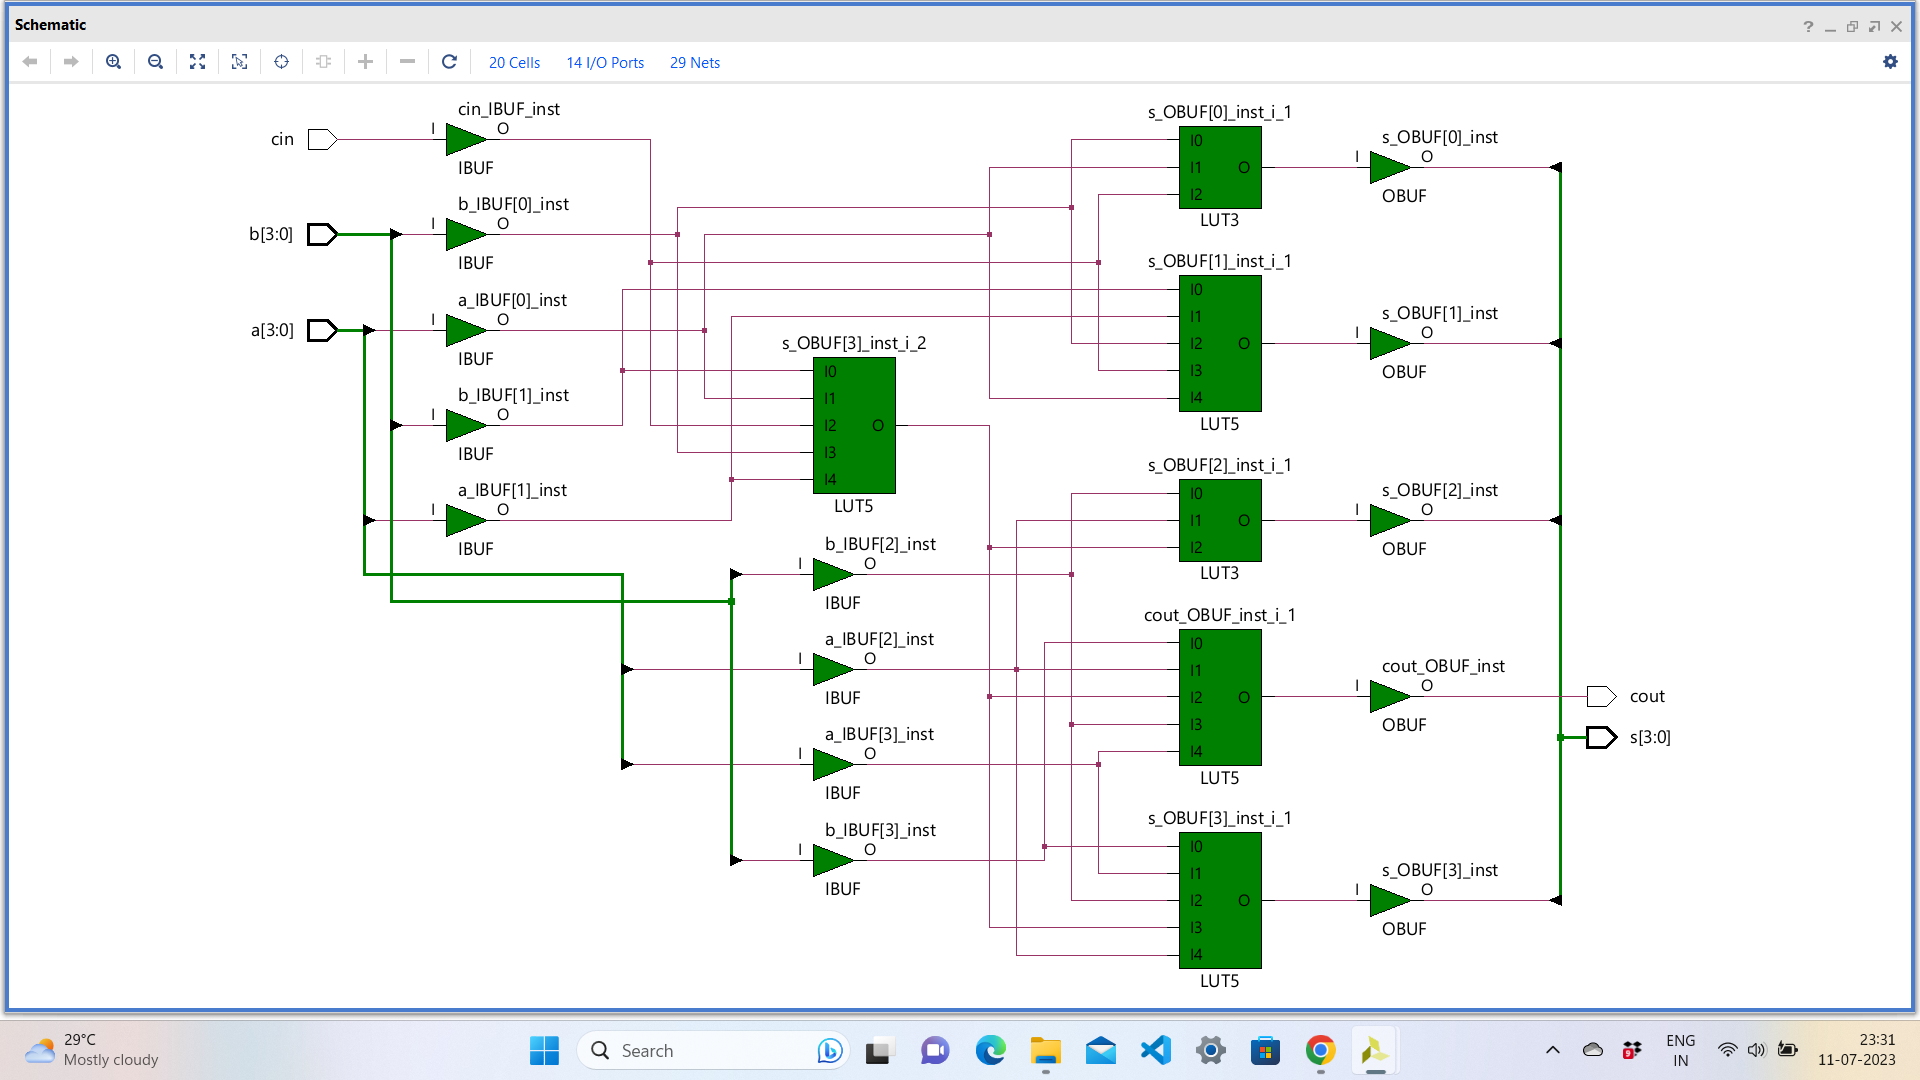 Schematic
20 Cells 14 I/O Ports 29 Nets
cin
I
cin_IBUF_inst
O
IBUF
b[3:0]
I
b_IBUF[0]_inst
O
IBUF
a[3:0]
I
a_IBUF[0]_inst
O
IBUF
I
b_IBUF[1]_inst
O
IBUF
I
a_IBUF[1]_inst
O
IBUF
s_OBUF[3]_inst_i_2
I0
I1
I2 O
I3
I4
LUT5
b_IBUF[2]_inst
I O
IBUF
a_IBUF[2]_inst
I O
IBUF
a_IBUF[3]_inst
I O
IBUF
b_IBUF[3]_inst
I O
IBUF
s_OBUF[0]_inst_i_1
I0
I1 O
I2
LUT3
s_OBUF[1]_inst_i_1
I0
I1
I2 O
I3
I4
LUT5
s_OBUF[2]_inst_i_1
I0
I1 O
I2
LUT3
cout_OBUF_inst_i_1
I0
I1
I2 O
I3
I4
LUT5
s_OBUF[3]_inst_i_1
I0
I1
I2 O
I3
I4
LUT5
s_OBUF[0]_inst
I O
OBUF
s_OBUF[1]_inst
I O
OBUF
s_OBUF[2]_inst
I O
OBUF
cout_OBUF_inst
I O
OBUF
cout
s[3:0]
s_OBUF[3]_inst
I O
OBUF
29°C
Mostly cloudy
Search
9
ENG
IN
23:31
11-07-2023